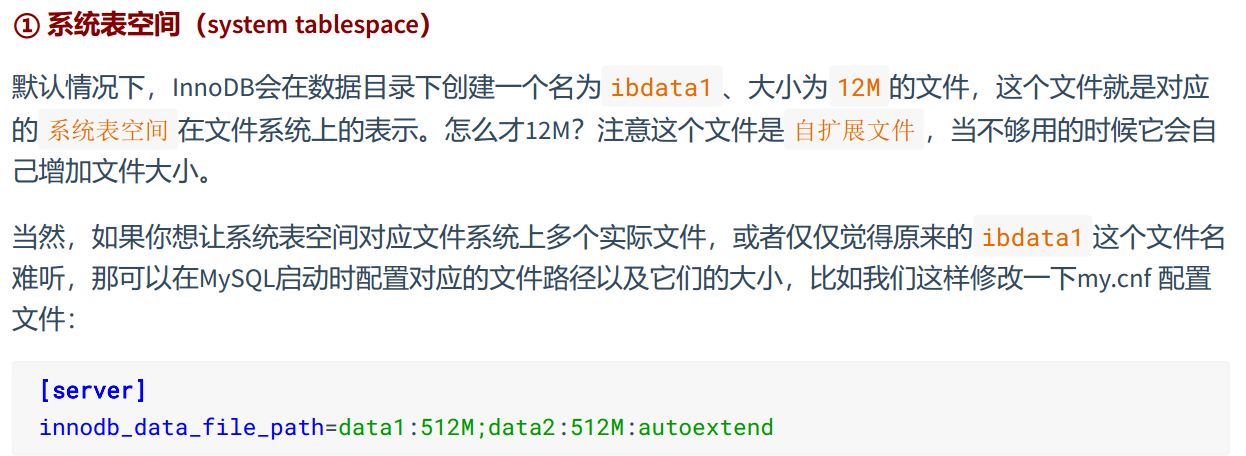 ① 系统表空间（system tablespace）
默认情况下，InnoDB会在数据目录下创建一个名为 ibdata1 、大小为 12M 的文件，这个文件就是对应
的 系统表空间 在文件系统上的表示。怎么才12M？注意这个文件是 自扩展文件 ，当不够用的时候它会自
己增加文件大小。
当然，如果你想让系统表空间对应文件系统上多个实际文件，或者仅仅觉得原来的 ibdata1 这个文件名
难听，那可以在MySQL启动时配置对应的文件路径以及它们的大小，比如我们这样修改一下my.cnf 配置
文件：
[server]
innodb_data_file_path=data1:512M;data2:512M:autoextend